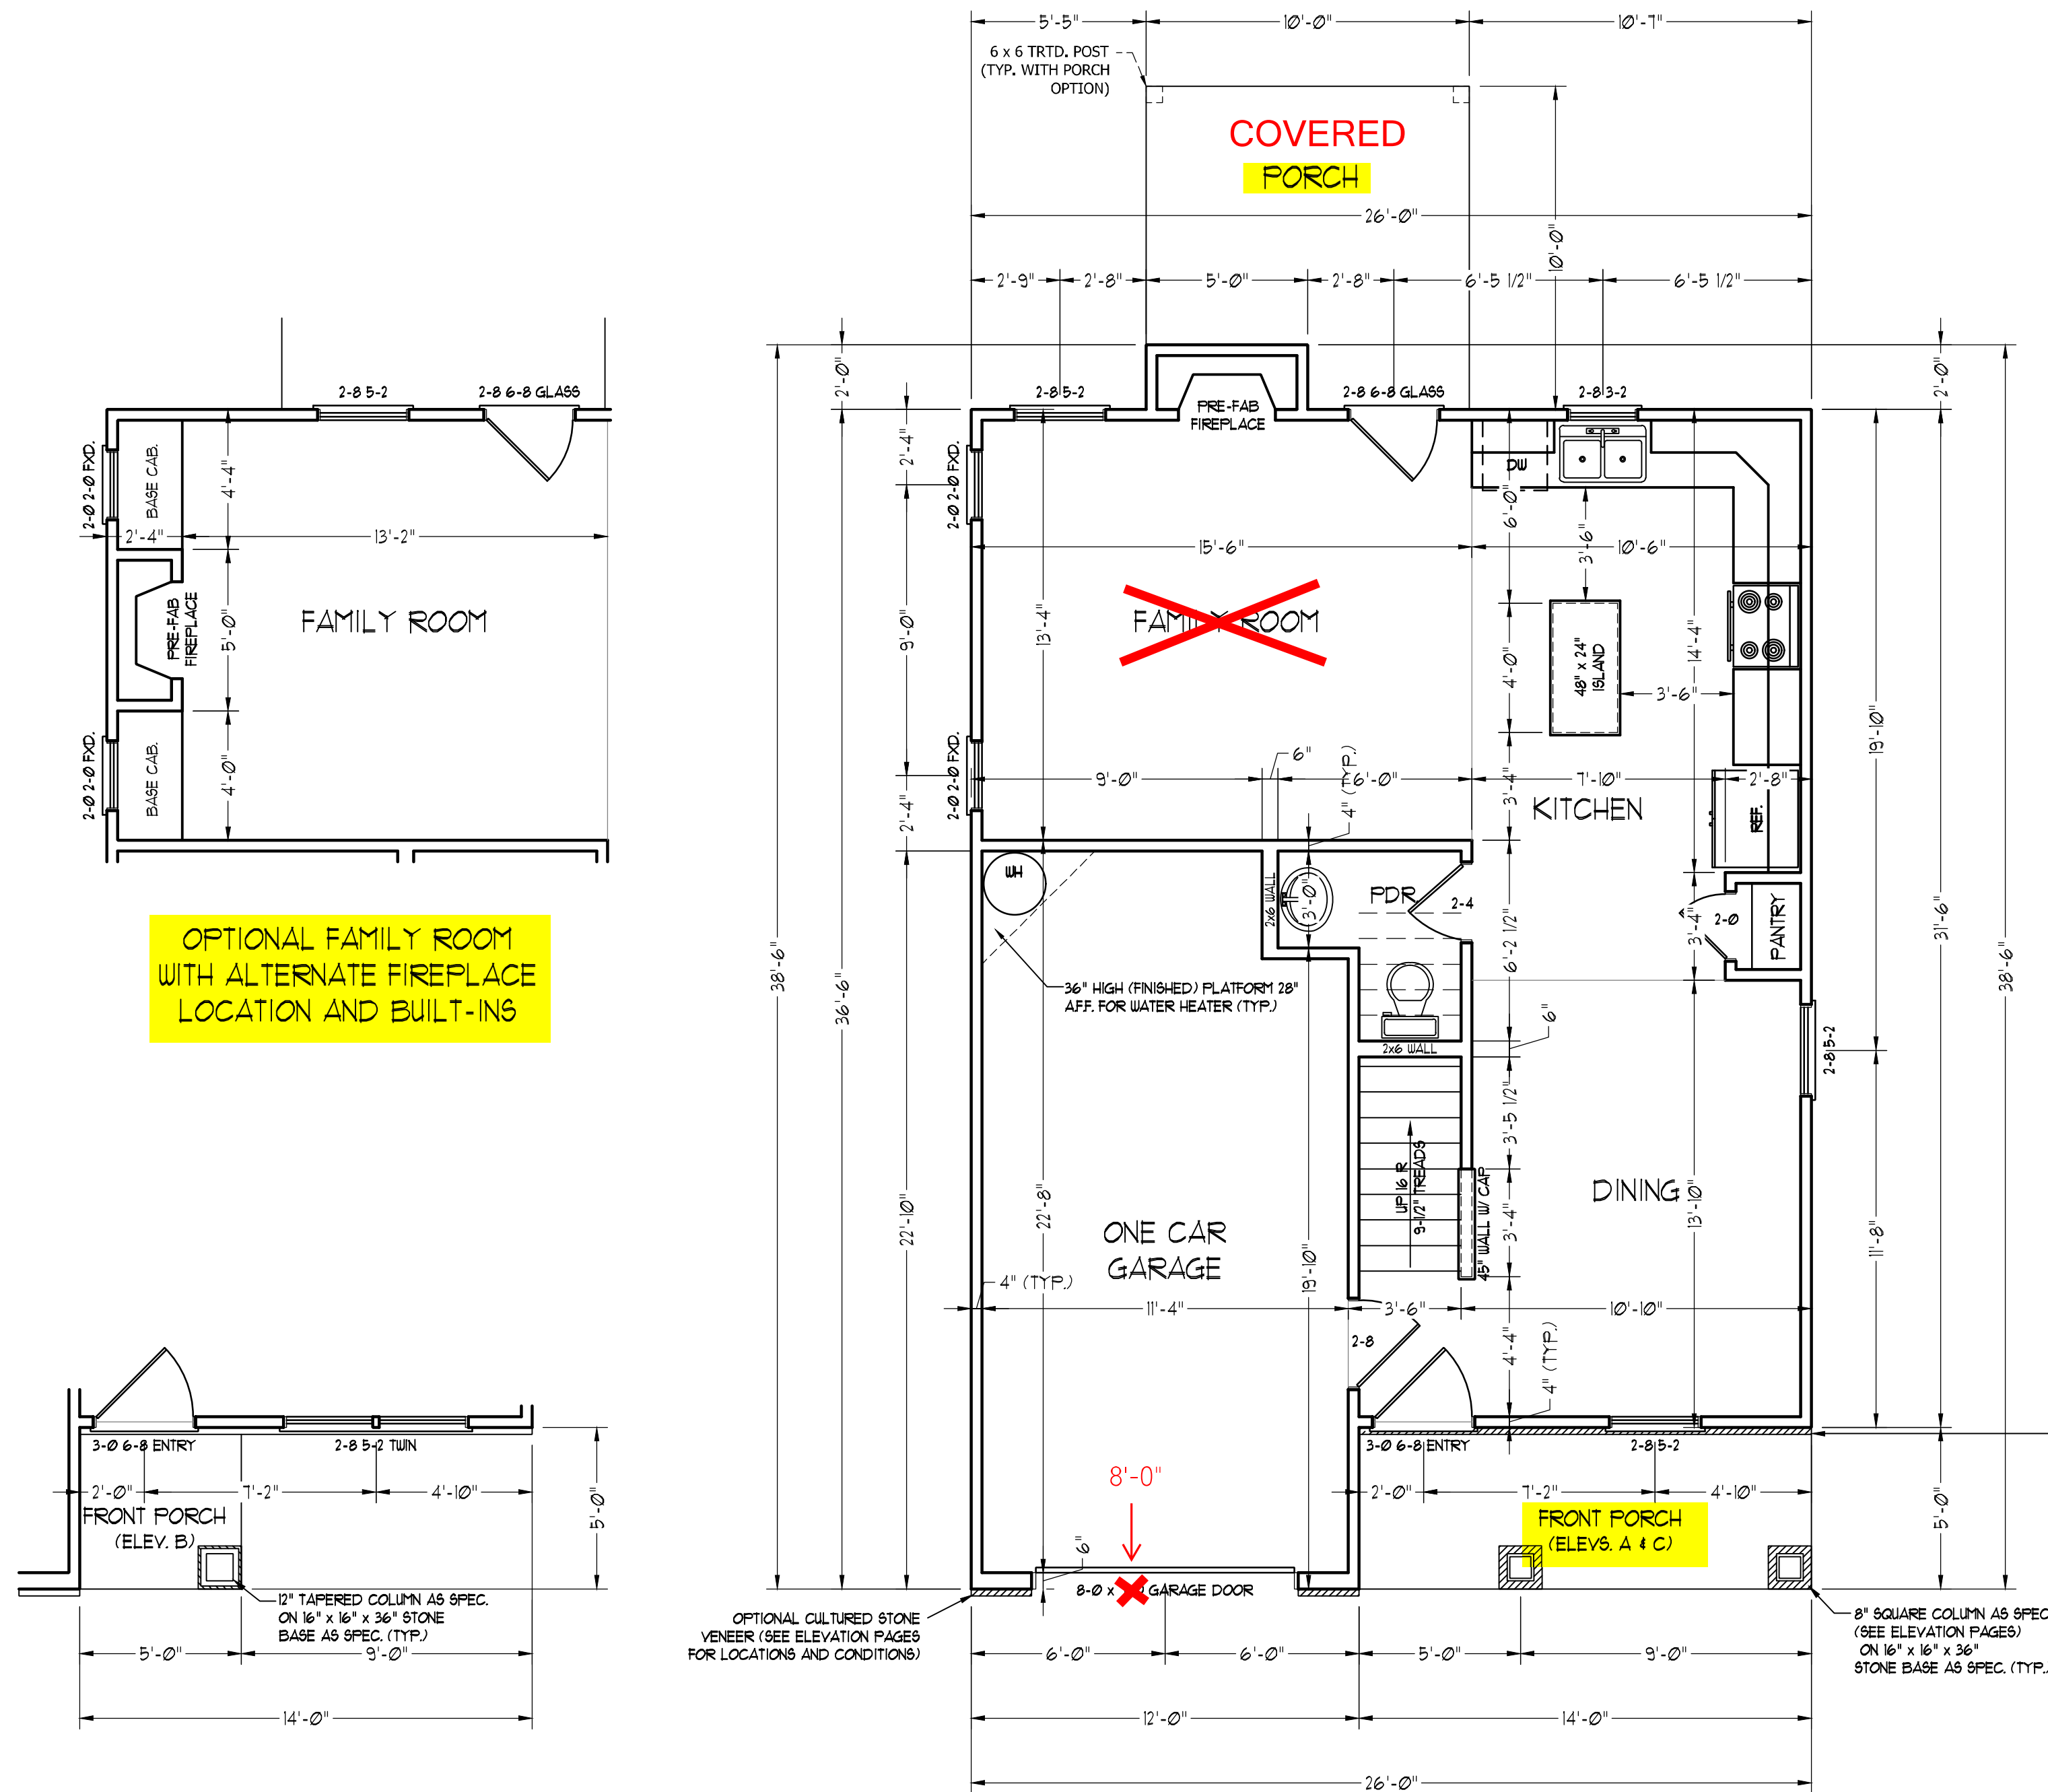 5'-5"
10'-0"
10'-7"
6 x 6 TRTD. POST
(TYP. WITH PORCH
OPTION)
COVERED
PORCH
26'-0"
10'-0"
2'-9"
2'-8"
5'-0"
2'-8"
6'-5 1/2"
6'-5 1/2"
2'-0"
2'-0"
2-8 5-2
2-8 6-8 GLASS
2-8 5-2
PRE-FAB
FIREPLACE
2-8 6-8 GLASS
2-8 3-2
2-0 2-0 FXD.
BASE CAB.
4'-4"
2'-4"
13'-2"
PRE-FAB
FIREPLACE
5'-0"
FAMILY ROOM
2-0 2-0 FXD.
BASE CAB.
4'-0"
OPTIONAL FAMILY ROOM
WITH ALTERNATE FIREPLACE
LOCATION AND BUILT-INS
38'-6"
36'-6"
2'-4"
9'-0"
2'-4"
22'-10"
2-0 2-0 FXD.
2-0 2-0 FXD.
15'-6"
10'-6"
13'-4"
FAMILY ROOM
DW
6'-0"
3'-6"
4'-0"
48" x 24"
ISLAND
3'-6"
14'-4"
3'-4"
9'-0"
6"
6'-0"
4" (TYP.)
7'-10"
2'-8"
KITCHEN
REF.
19'-10"
31'-6"
38'-6"
WH
2x6 WALL
3'-0"
PDR
2-4
6'-2 1/2"
3'-4"
2-0
PANTRY
36" HIGH (FINISHED) PLATFORM 28"
A.F.F. FOR WATER HEATER (TYP.)
2x6 WALL
6"
2-8 5-2
3'-5 1/2"
UP 16 R
9-1/2" TREADS
45" WALL W/ CAP
3'-4"
DINING
13'-10"
11'-8"
22'-8"
ONE CAR
GARAGE
19'-10"
4" (TYP.)
11'-4"
3'-6"
10'-10"
2-8
4'-4"
4" (TYP.)
3-0 6-8 ENTRY
2-8 5-2 TWIN
3-0 6-8 ENTRY
2-8 5-2
2'-0"
7'-2"
4'-10"
5'-0"
FRONT PORCH
(ELEV. B)
8'-0"
6"
2'-0"
7'-2"
4'-10"
5'-0"
FRONT PORCH
(ELEVS. A & C)
8-0 x
GARAGE DOOR
12" TAPERED COLUMN AS SPEC.
ON 16" x 16" x 36" STONE
BASE AS SPEC. (TYP.)
OPTIONAL CULTURED STONE
VENEER (SEE ELEVATION PAGES
FOR LOCATIONS AND CONDITIONS)
8" SQUARE COLUMN AS SPEC
(SEE ELEVATION PAGES)
ON 16" x 16" x 36"
STONE BASE AS SPEC. (TYP.
5'-0"
9'-0"
6'-0"
6'-0"
5'-0"
9'-0"
14'-0"
12'-0"
14'-0"
26'-0"